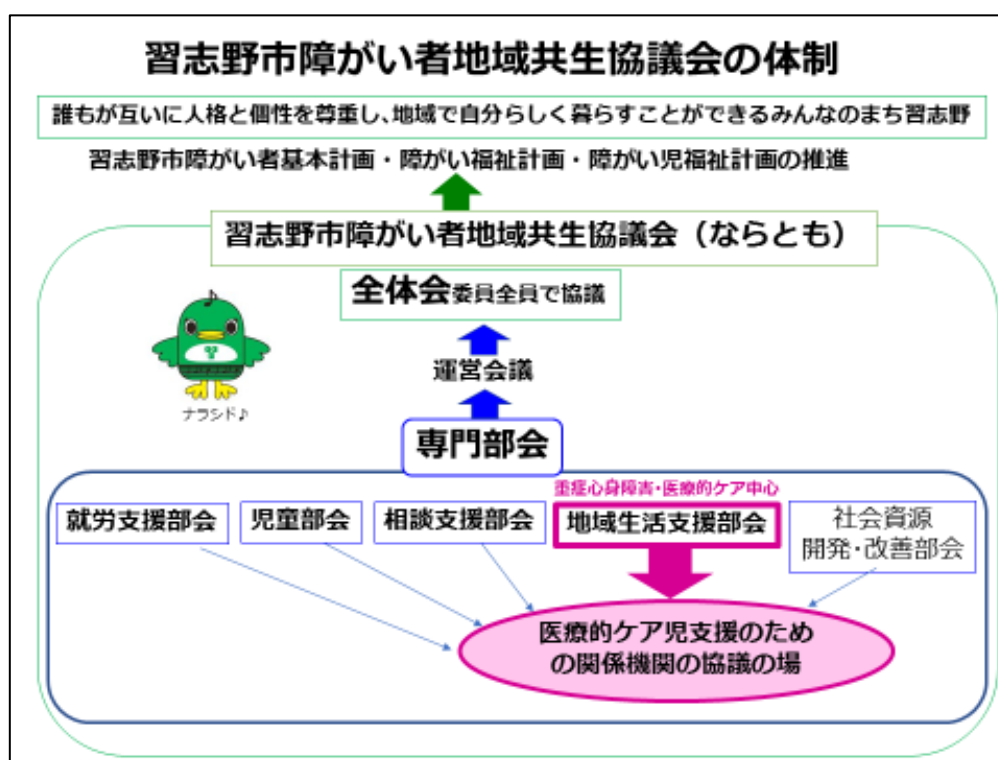 習志野市障がい者地域共生協議会の体制
誰もが互いに人格と個性を尊重し、地域で自分らしく暮らすことができるみんなのまち習志野
習志野市障がい者基本計画・障がい福祉計画・障がい児福祉計画の推進
習志野市障がい者地域共生協議会（ならとも）
全体会委員全員で協議
運営会議
ナラシド♪
専門部会
重症心身障害・医療的ケア中心
就労支援部会
児童部会
相談支援部会
地域生活支援部会
社会資源
開発・改善部会
医療的ケア児支援のため
の関係機関の協議の場